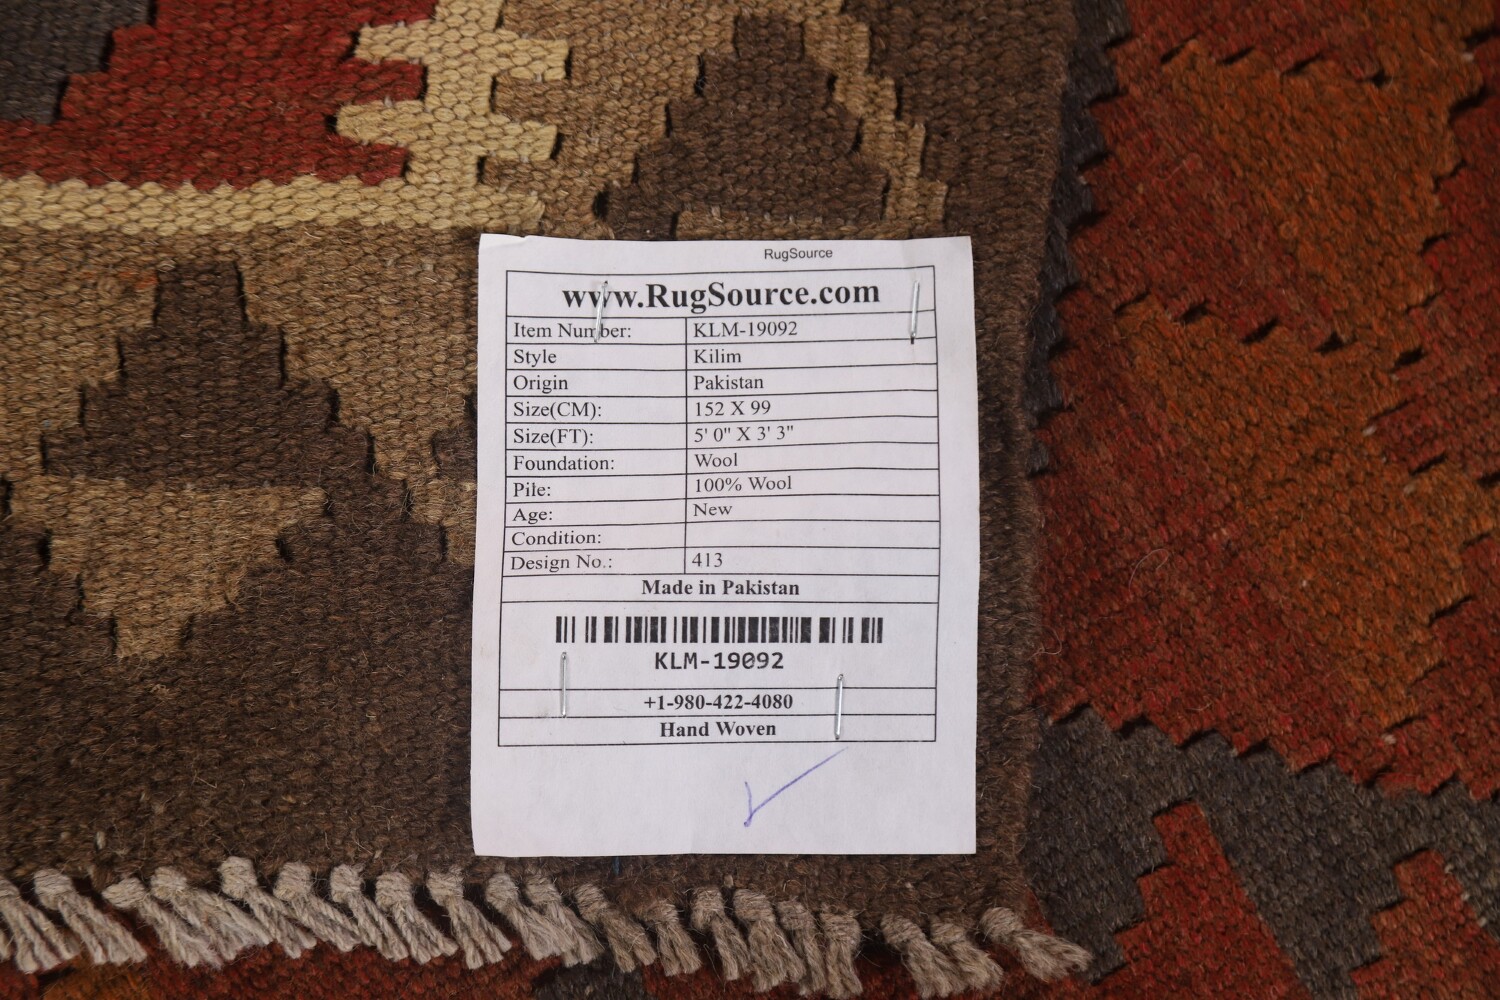 RugSource
www.RugSource.com
Item Number: KLM-19092
Style Kilim
Origin Pakistan
Size(CM): 152 X 99
Size(FT): 5' 0" X 3' 3"
Foundation: Wool
Pile: 100% Wool
Age: New
Condition:
Design No.: 413
Made in Pakistan
KLM-19092
+1-980-422-4080
Hand Woven